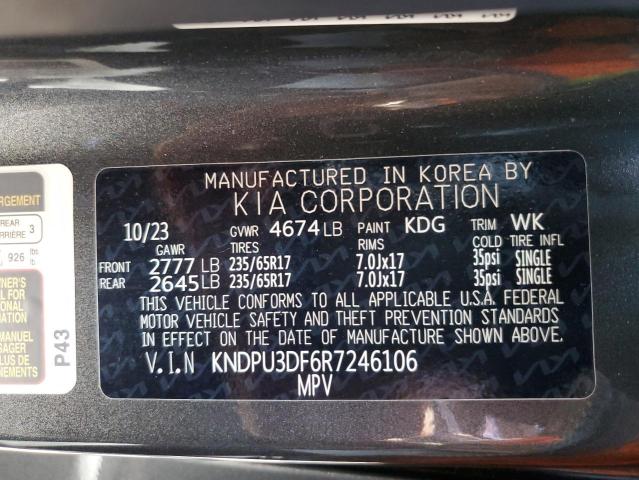 MANUFACTURED IN KOREA BY
KIA CORPORATION
10/23 GVWR 4674 LB PAINT KDG TRIM WK
GAWR TIRES RIMS COLD TIRE INFL
FRONT 2777 LB 235/65R17 7.0Jx17 35psi SINGLE
REAR 2645 LB 235/65R17 7.0Jx17 35psi SINGLE
THIS VEHICLE CONFORMS TO ALL APPLICABLE U.S.A. FEDERAL
MOTOR VEHICLE SAFETY AND THEFT PREVENTION STANDARDS
IN EFFECT ON THE DATE OF MANUFACTURE SHOWN ABOVE.
V.I.N KNDPU3DF6R7246106
MPV
ARGEMENT
REAR
ARRIÈRE 3
926 lbs
P43